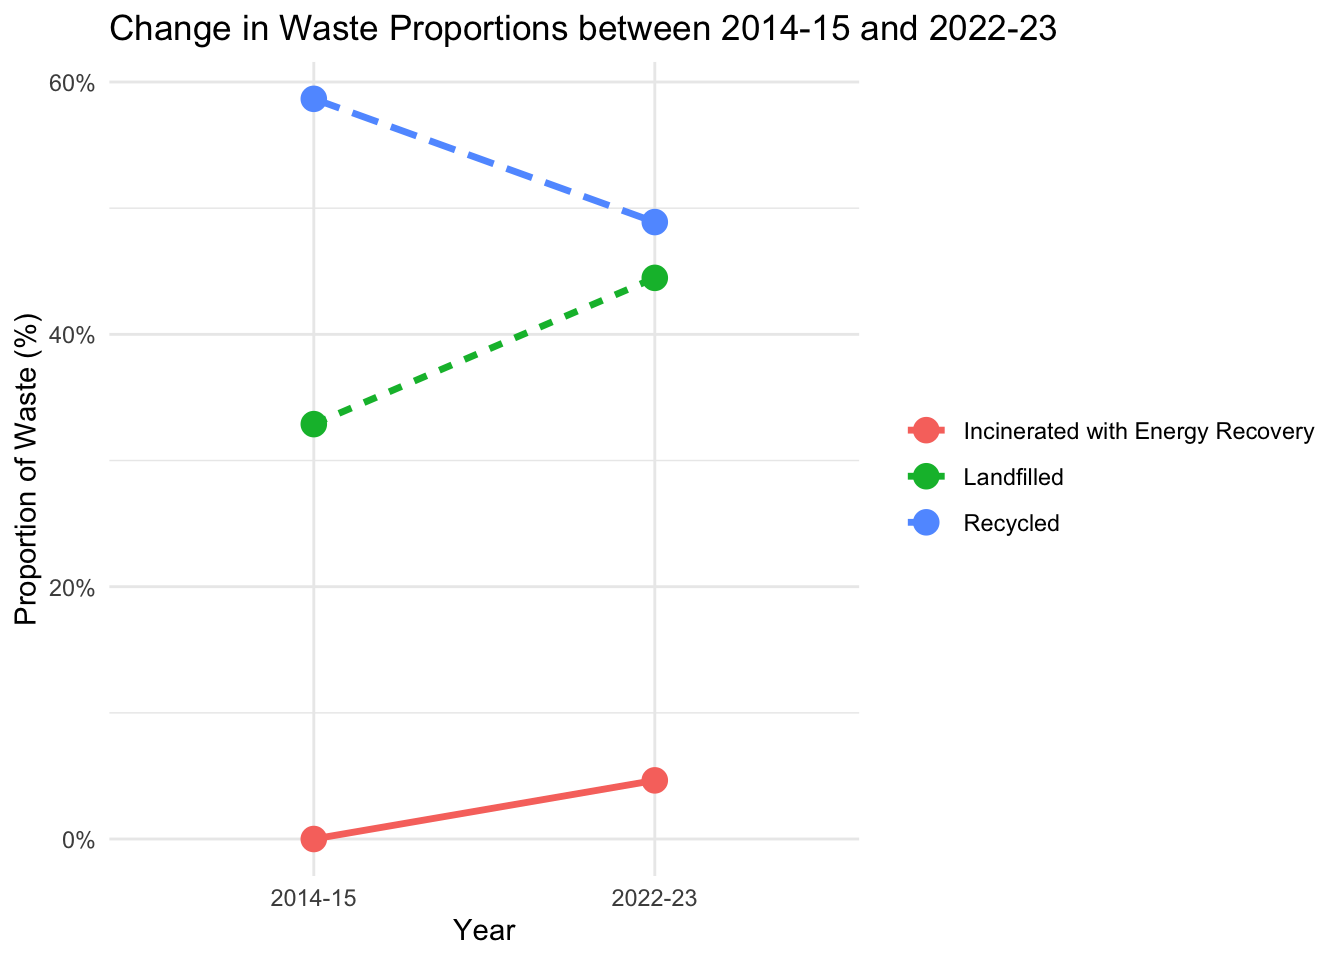 Change in Waste Proportions between 2014-15 and 2022-23
Proportion of Waste (%)
60%
40%
20%
0%
2014-15
2022-23
Year
Incinerated with Energy Recovery
Landfilled
Recycled